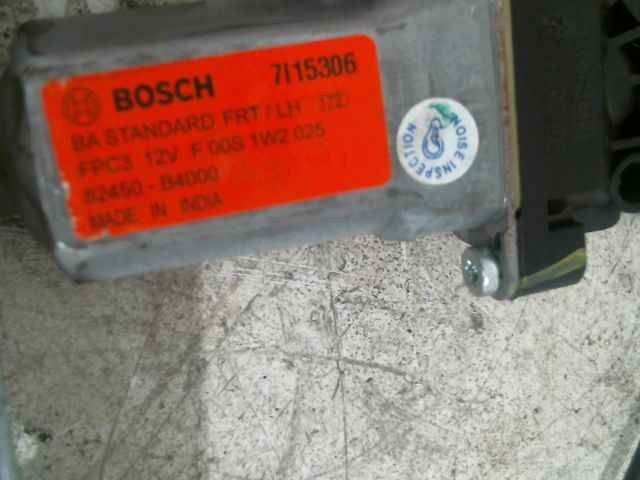 BOSCH 7I15306
BA STANDARD FRT / LH
FPC3 12V F 00S 1W2 025
82450 - B4000
MADE IN INDIA
NOISE INSPECTION